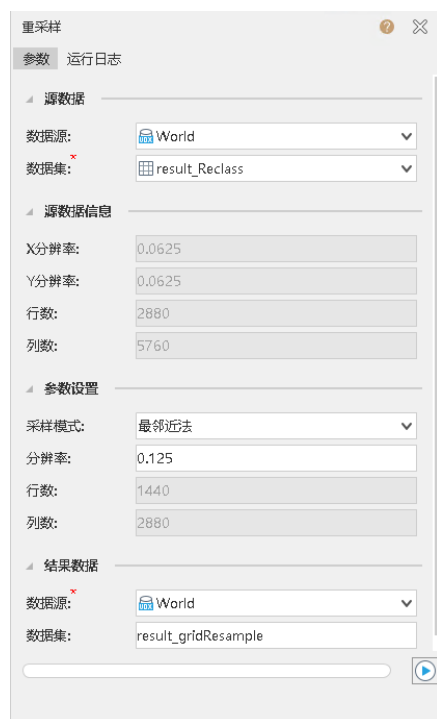 重采样
参数 运行日志
源数据
数据源: World
数据集:* result_Reclass
源数据信息
X分辨率: 0.0625
Y分辨率: 0.0625
行数: 2880
列数: 5760
参数设置
采样模式: 最邻近法
分辨率: 0.125
行数: 1440
列数: 2880
结果数据
数据源:* World
数据集: result_gridResample